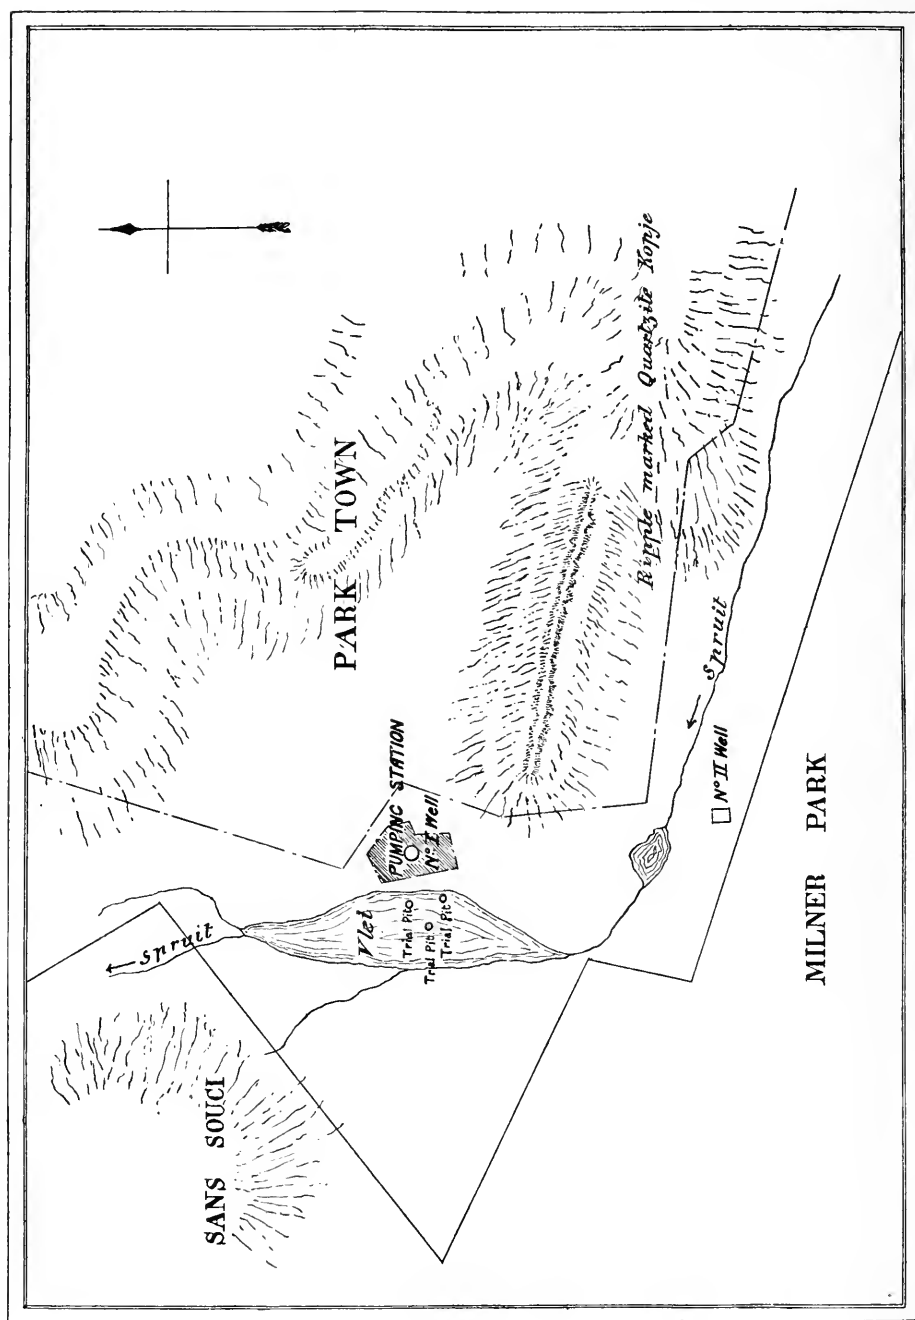 PARK TOWN
Ripple marked Quartzite Kopje
PUMPING STATION
No I Well
Spruit
Vlei
Trial Pit
Trial Pit
Trial Pit
Spruit
No II Well
SANS SOUCI
MILNER PARK